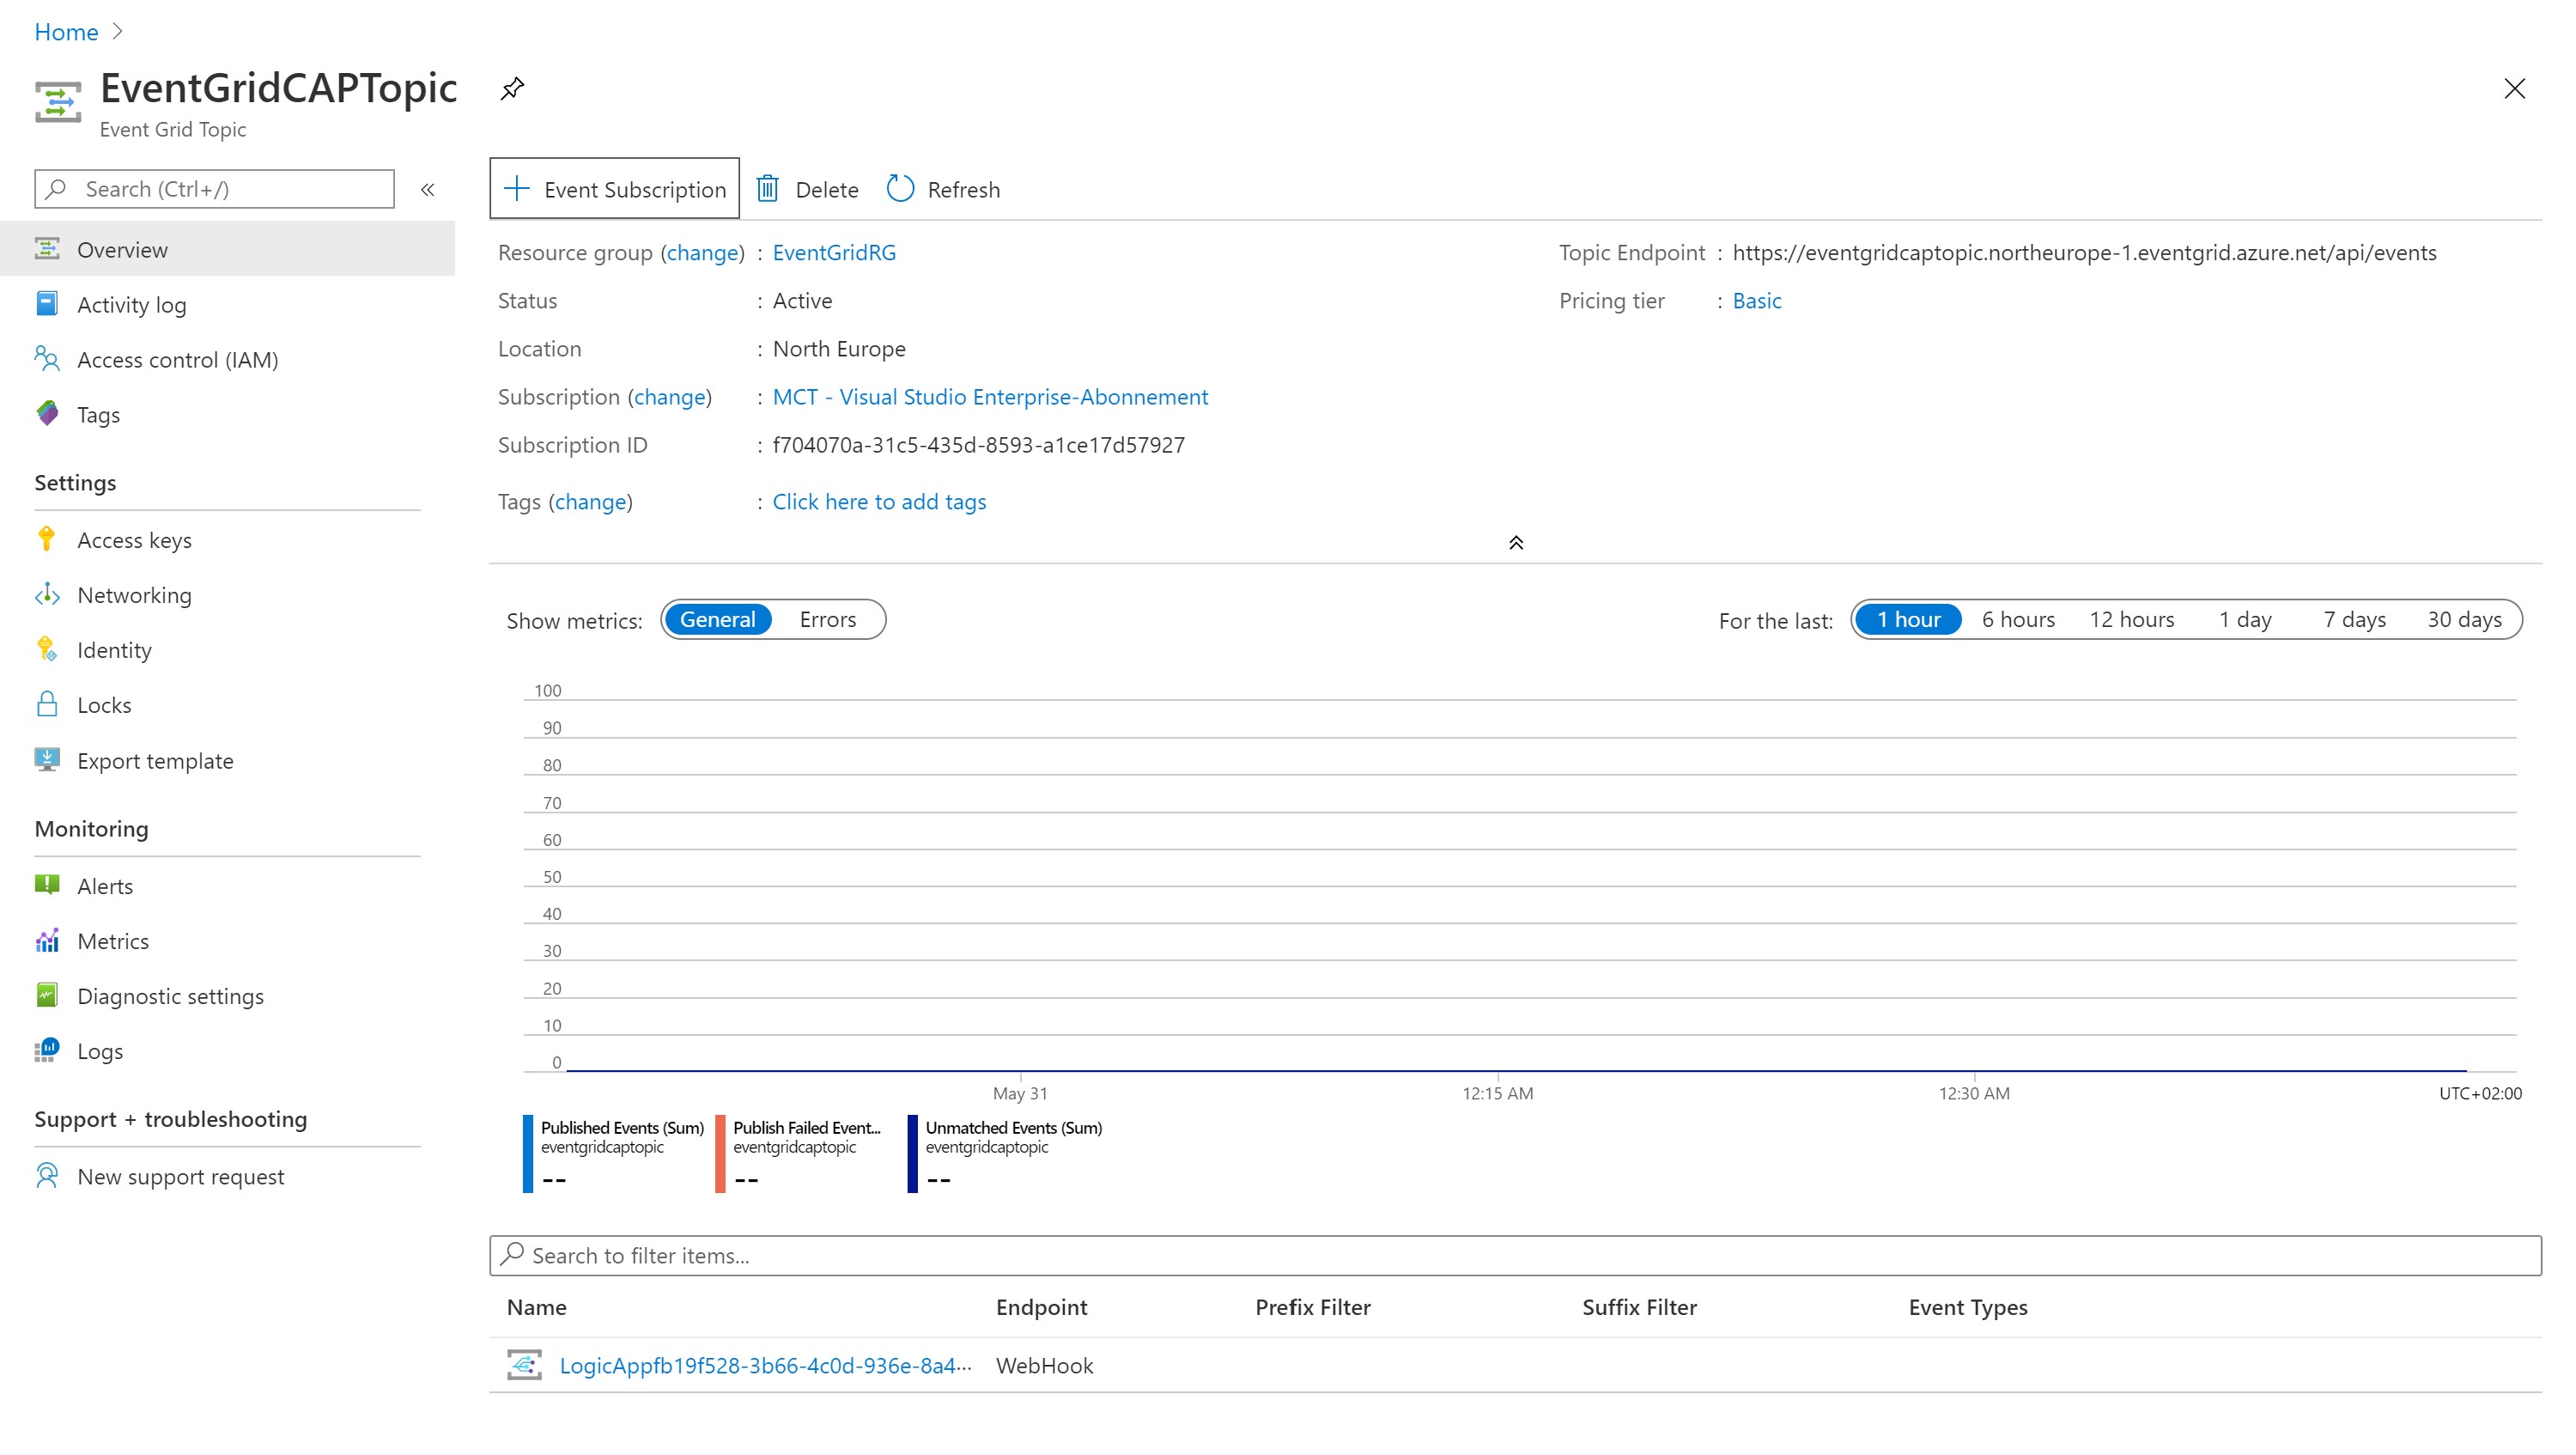 Home
EventGridCAPTopic
Event Grid Topic
Search (Ctrl+/)
«
Overview
Activity log
Access control (IAM)
Tags
Settings
Access keys
Networking
Identity
Locks
Export template
Monitoring
Alerts
Metrics
Diagnostic settings
Logs
Support + troubleshooting
New support request
Event Subscription Delete Refresh
Resource group (change) : EventGridRG
Status : Active
Location : North Europe
Subscription (change) : MCT - Visual Studio Enterprise-Abonnement
Subscription ID : f704070a-31c5-435d-8593-a1ce17d57927
Tags (change) : Click here to add tags
Topic Endpoint : https://eventgridcaptopic.northeurope-1.eventgrid.azure.net/api/events
Pricing tier : Basic
Show metrics: General Errors
For the last: 1 hour 6 hours 12 hours 1 day 7 days 30 days
100
90
80
70
60
50
40
30
20
10
0
May 31 12:15 AM 12:30 AM UTC+02:00
Published Events (Sum)
eventgridcaptopic
--
Publish Failed Event...
eventgridcaptopic
--
Unmatched Events (Sum)
eventgridcaptopic
--
Search to filter items...
Name Endpoint Prefix Filter Suffix Filter Event Types
LogicAppfb19f528-3b66-4c0d-936e-8a4... WebHook